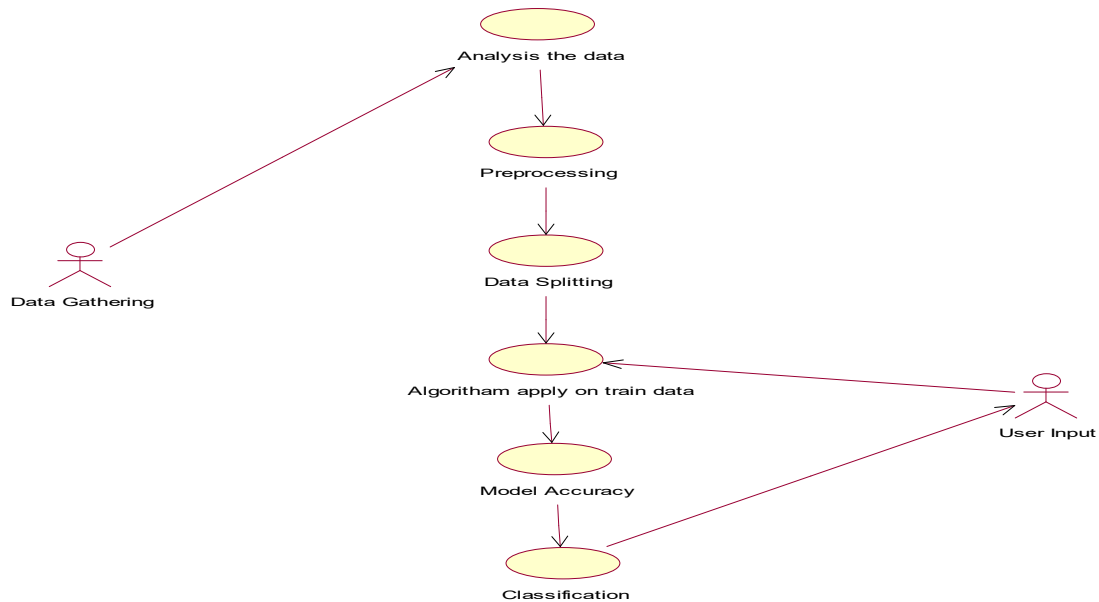 Analysis the data
Preprocessing
Data Gathering
Data Splitting
Algoritham apply on train data
User Input
Model Accuracy
Classification